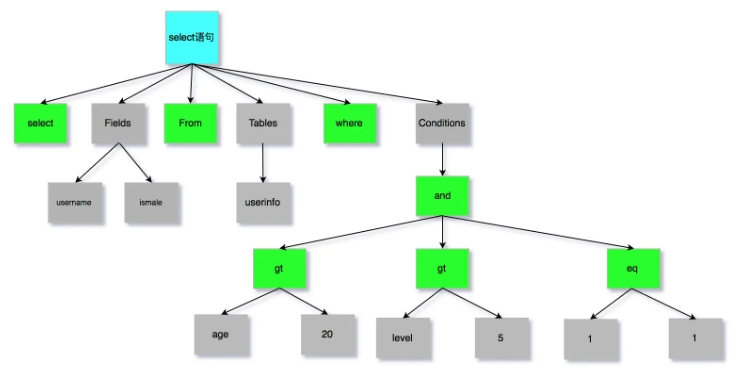 select语句
select
Fields
From
Tables
where
Conditions
username
ismale
userinfo
and
gt
gt
eq
age
20
level
5
1
1